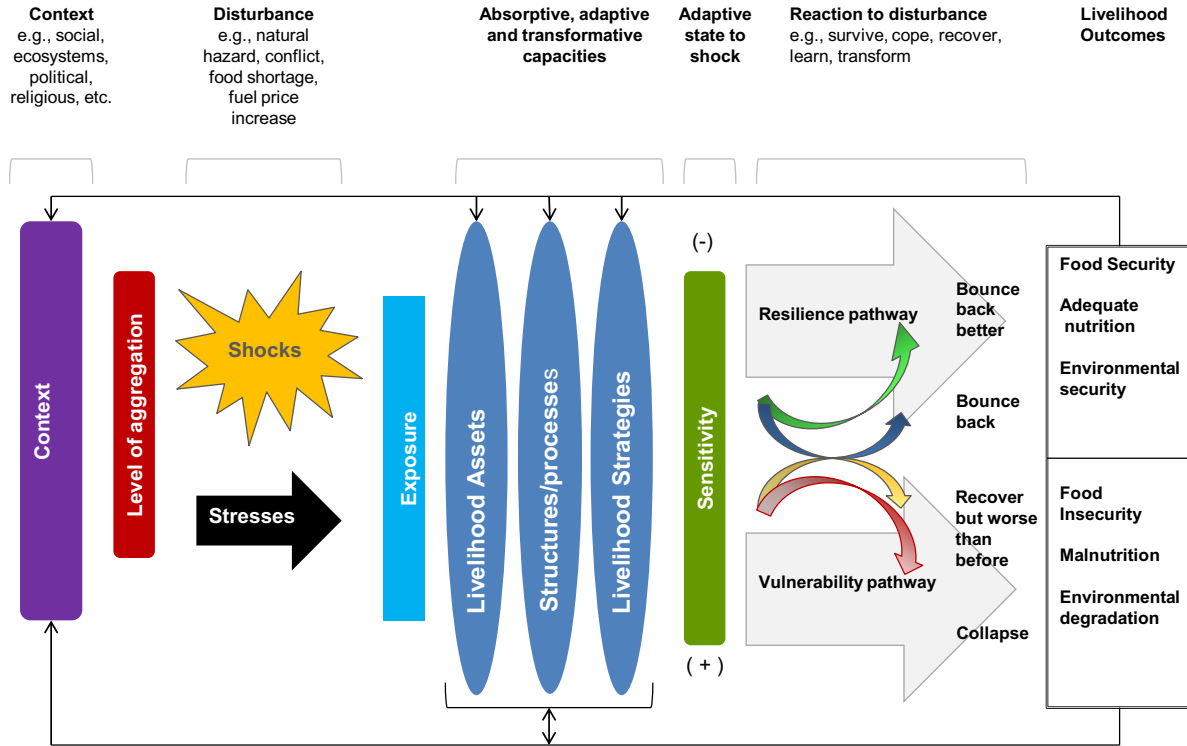 Context
e.g., social,
ecosystems,
political,
religious, etc.
Disturbance
e.g., natural
hazard, conflict,
food shortage,
fuel price
increase
Absorptive, adaptive
and transformative
capacities
Adaptive
state to
shock
Reaction to disturbance
e.g., survive, cope, recover,
learn, transform
Livelihood
Outcomes
Context
Level of aggregation
Shocks
Stresses
Exposure
Livelihood Assets
Structures/processes
Livelihood Strategies
(-)
Sensitivity
( + )
Resilience pathway
Bounce
back
better
Bounce
back
Recover
but worse
than
before
Vulnerability pathway
Collapse
Food Security
Adequate
nutrition
Environmental
security
Food
Insecurity
Malnutrition
Environmental
degradation